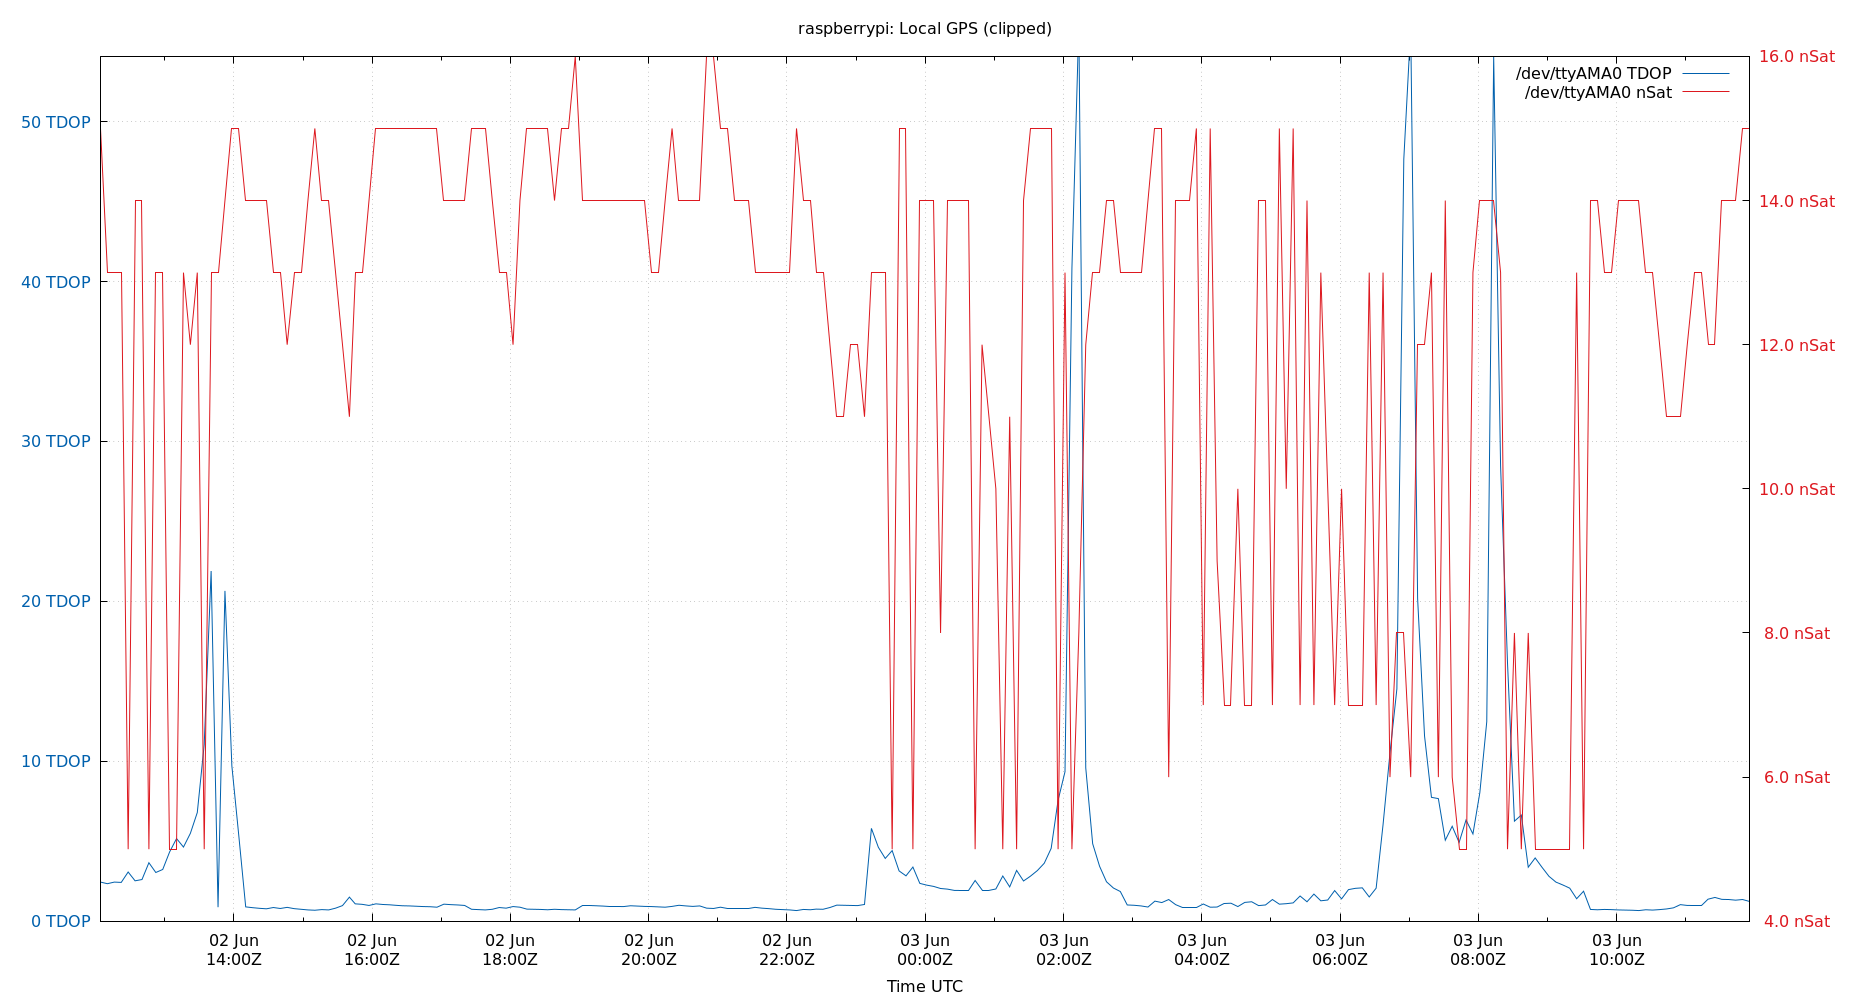 raspberrypi: Local GPS (clipped)
/dev/ttyAMA0 TDOP
/dev/ttyAMA0 nSat
50 TDOP
40 TDOP
30 TDOP
20 TDOP
10 TDOP
0 TDOP
16.0 nSat
14.0 nSat
12.0 nSat
10.0 nSat
8.0 nSat
6.0 nSat
4.0 nSat
02 Jun 14:00Z
02 Jun 16:00Z
02 Jun 18:00Z
02 Jun 20:00Z
02 Jun 22:00Z
03 Jun 00:00Z
03 Jun 02:00Z
03 Jun 04:00Z
03 Jun 06:00Z
03 Jun 08:00Z
03 Jun 10:00Z
Time UTC